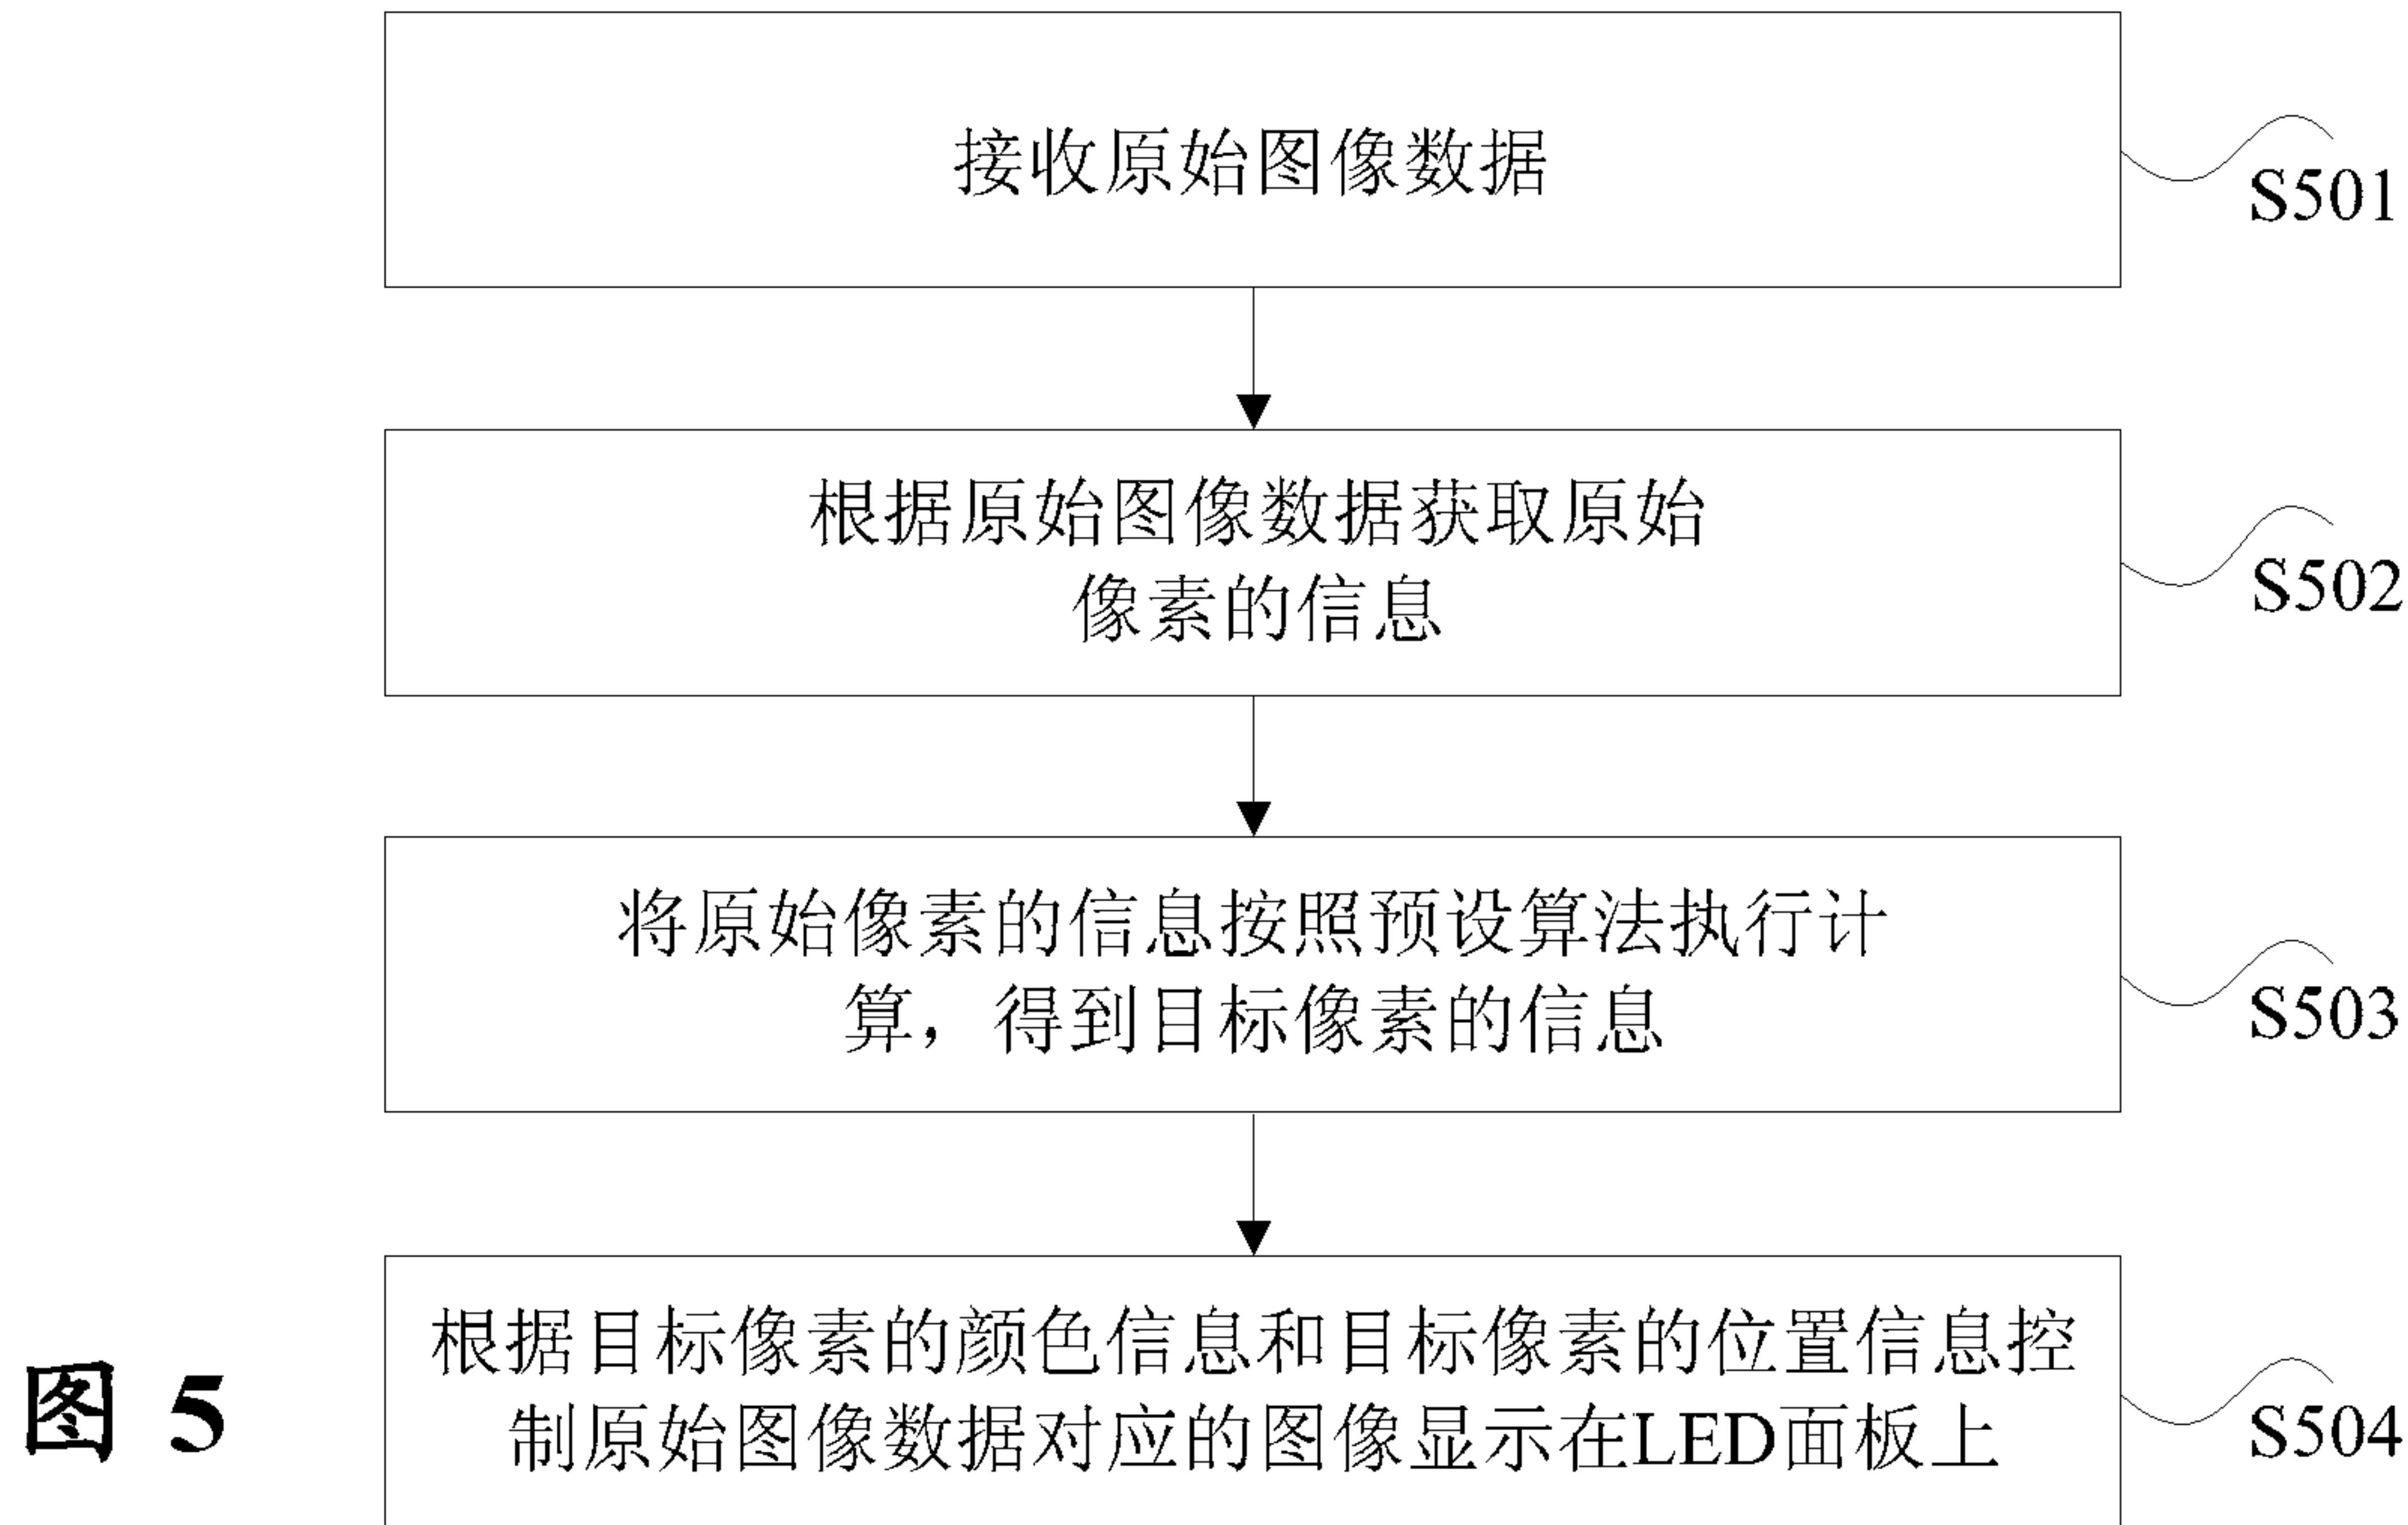 接收原始图像数据
S501
根据原始图像数据获取原始
像素的信息
S502
将原始像素的信息按照预设算法执行计
算，得到目标像素的信息
S503
根据目标像素的颜色信息和目标像素的位置信息控
制原始图像数据对应的图像显示在LED面板上
S504
图 5